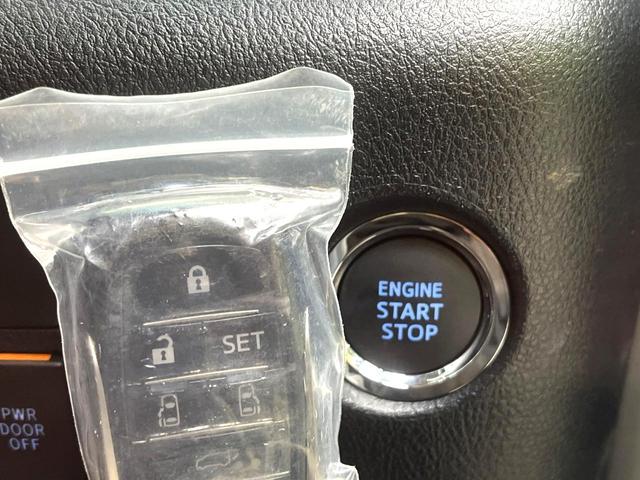 ENGINE
START
STOP
SET
PWR
DOOR
OFF